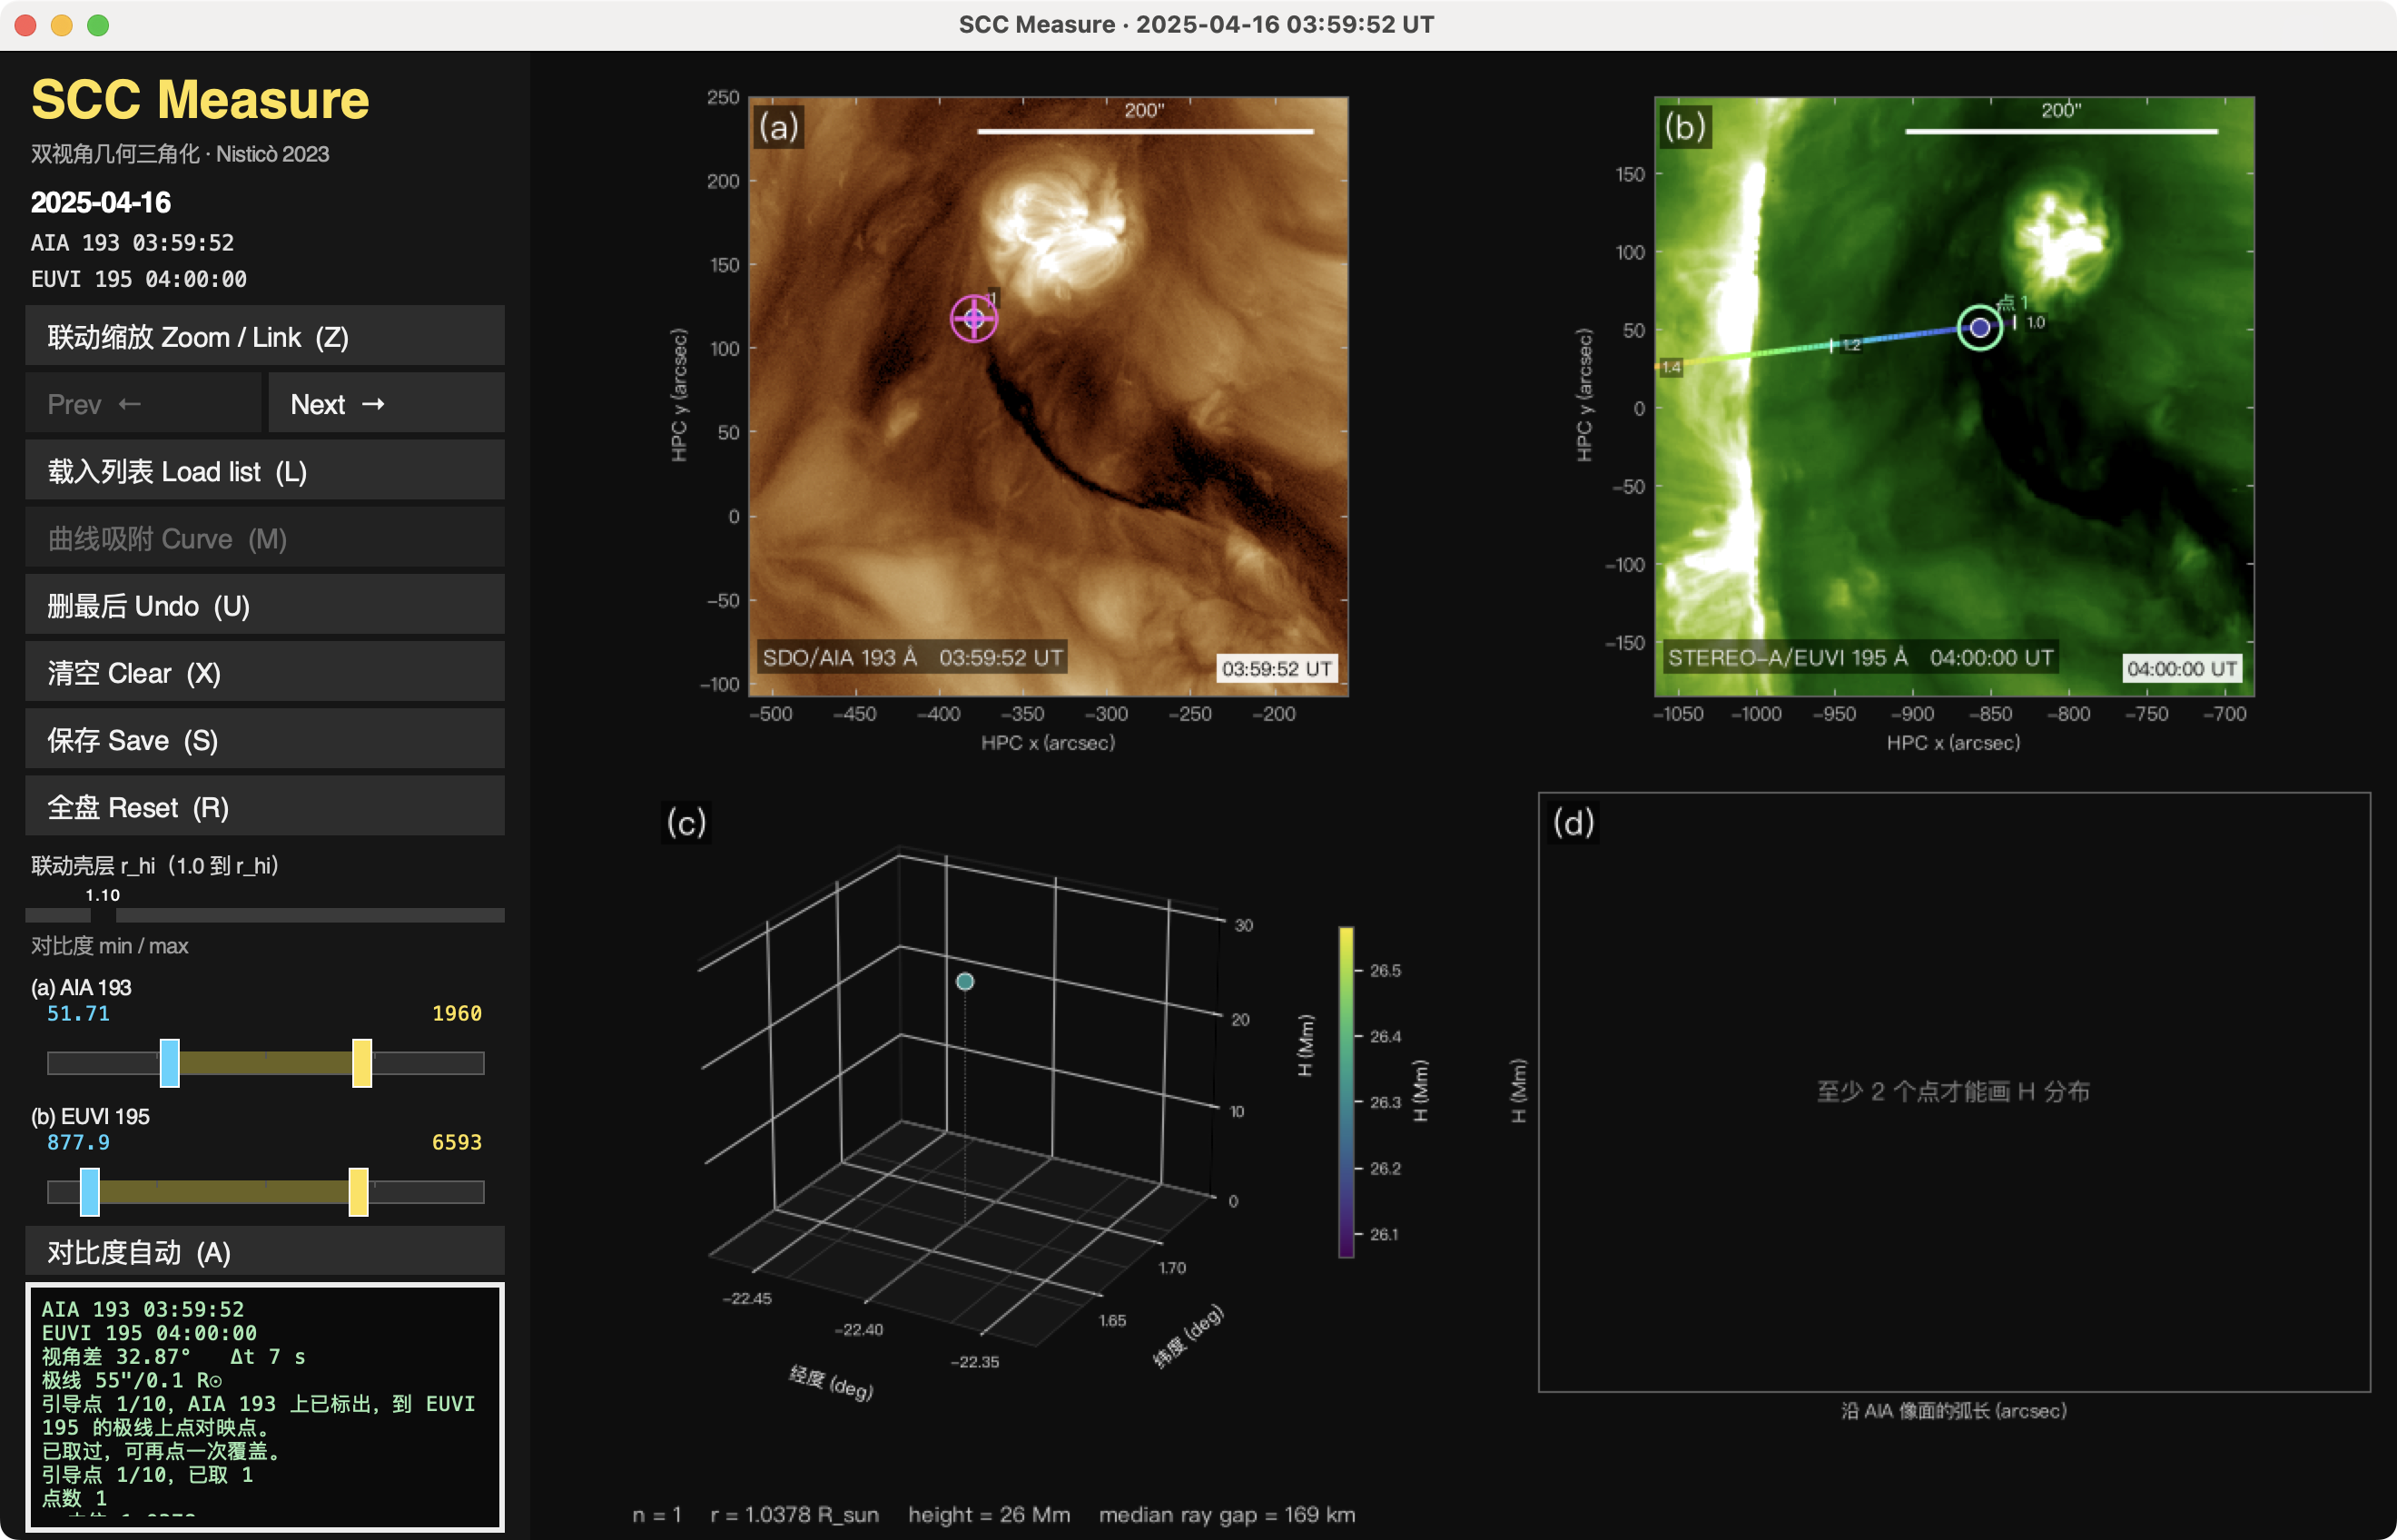 SCC Measure · 2025-04-16 03:59:52 UT
SCC Measure
双视角几何三角化 · Nisticò 2023
2025-04-16
AIA 193 03:59:52
EUVI 195 04:00:00
联动缩放 Zoom / Link (Z)
Prev ←
Next →
载入列表 Load list (L)
曲线吸附 Curve (M)
删最后 Undo (U)
清空 Clear (X)
保存 Save (S)
全盘 Reset (R)
联动壳层 r_hi（1.0 到 r_hi）
1.10
对比度 min / max
(a) AIA 193
51.71 1960
(b) EUVI 195
877.9 6593
对比度自动 (A)
AIA 193 03:59:52
EUVI 195 04:00:00
视角差 32.87° Δt 7 s
极线 55"/0.1 R⊙
引导点 1/10, AIA 193 上已标出, 到 EUVI
195 的极线上点对映点。
已取过, 可再点一次覆盖。
引导点 1/10, 已取 1
点数 1
(a)
200"
1
250
200
150
100
50
0
−50
−100
HPC y (arcsec)
SDO/AIA 193 Å 03:59:52 UT
03:59:52 UT
−500 −450 −400 −350 −300 −250 −200
HPC x (arcsec)
(b)
200"
点 1
1.0
1.2
1.4
150
100
50
0
−50
−100
−150
HPC y (arcsec)
STEREO−A/EUVI 195 Å 04:00:00 UT
04:00:00 UT
−1050 −1000 −950 −900 −850 −800 −750 −700
HPC x (arcsec)
(c)
30
20
10
0
H (Mm)
1.70
1.65
纬度 (deg)
−22.45
−22.40
−22.35
经度 (deg)
26.5
26.4
26.3
26.2
26.1
H (Mm)
(d)
H (Mm)
至少 2 个点才能画 H 分布
沿 AIA 像面的弧长 (arcsec)
n = 1 r = 1.0378 R_sun height = 26 Mm median ray gap = 169 km